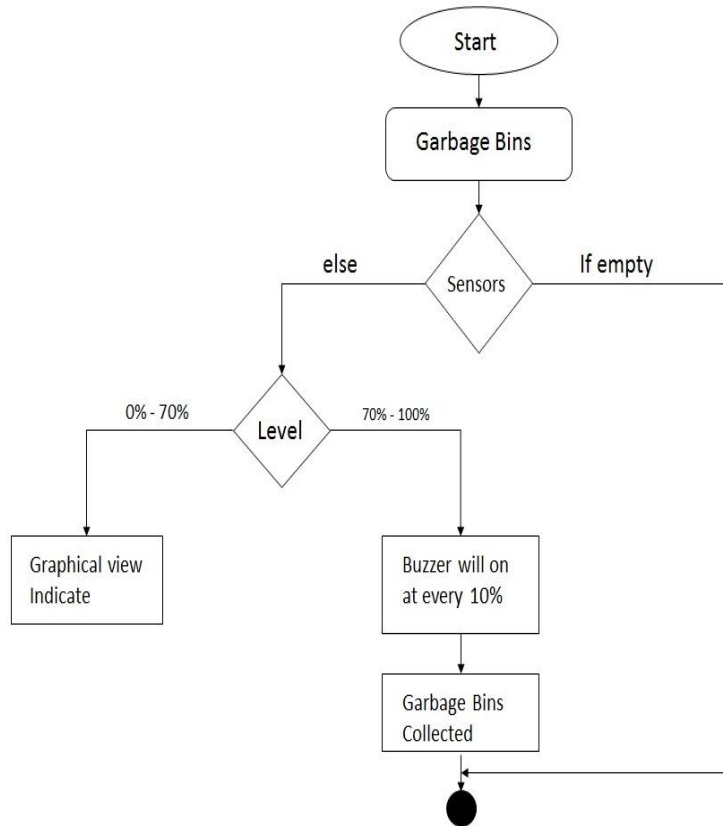 Start
Garbage Bins
Sensors
else
If empty
Level
0% - 70%
70% - 100%
Graphical view
Indicate
Buzzer will on
at every 10%
Garbage Bins
Collected